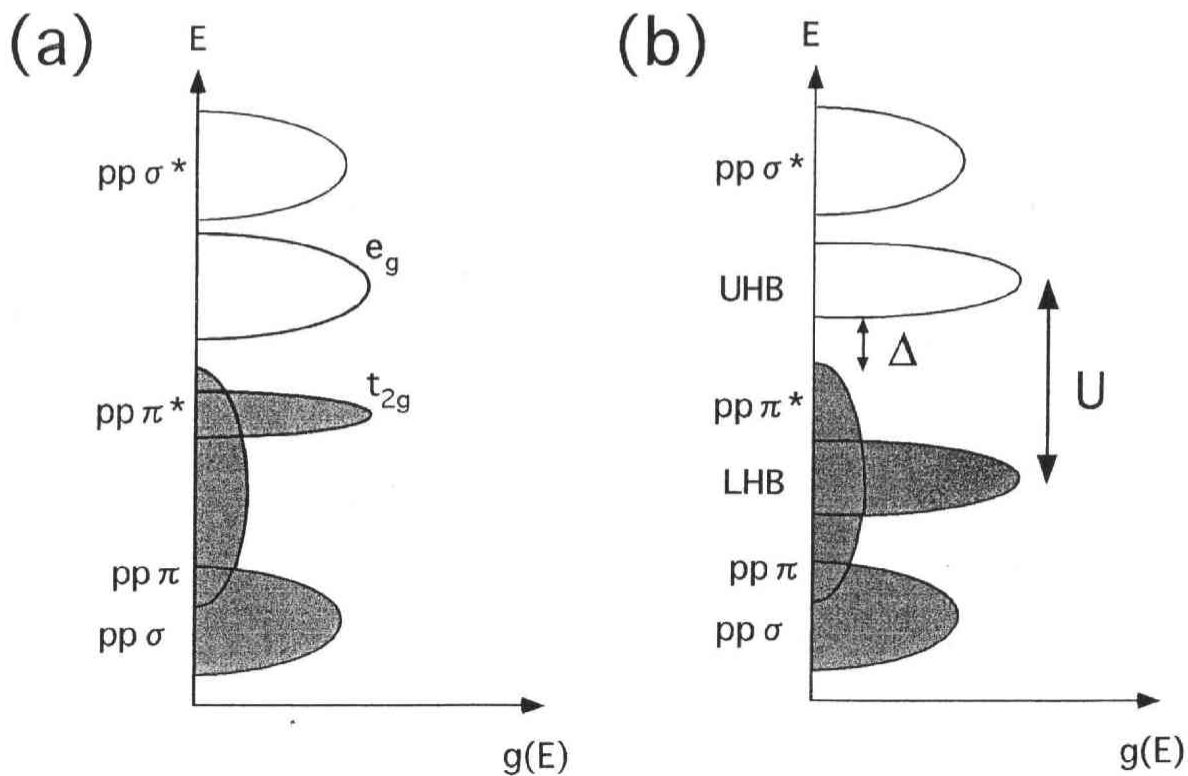 (a)
E
pp σ*
e_g
t_2g
pp π*
pp π
pp σ
g(E)
(b)
E
pp σ*
UHB
Δ
pp π*
U
LHB
pp π
pp σ
g(E)